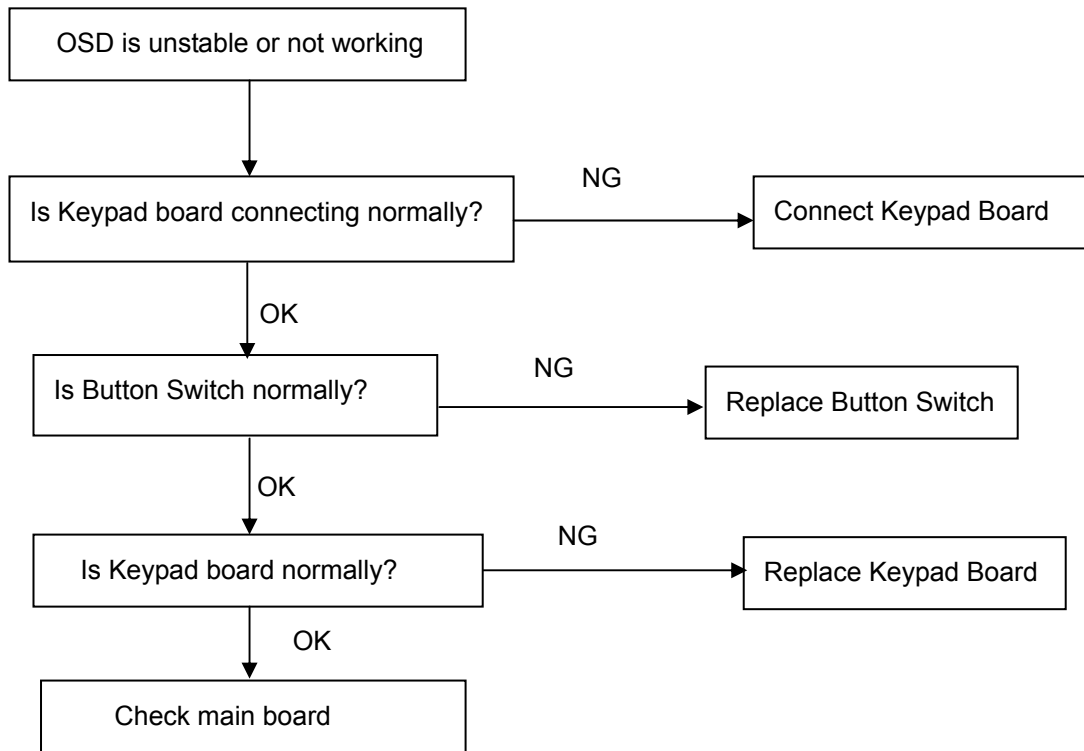 OSD is unstable or not working
NG
Is Keypad board connecting normally?
Connect Keypad Board
OK
NG
Is Button Switch normally?
Replace Button Switch
OK
NG
Is Keypad board normally?
Replace Keypad Board
OK
Check main board